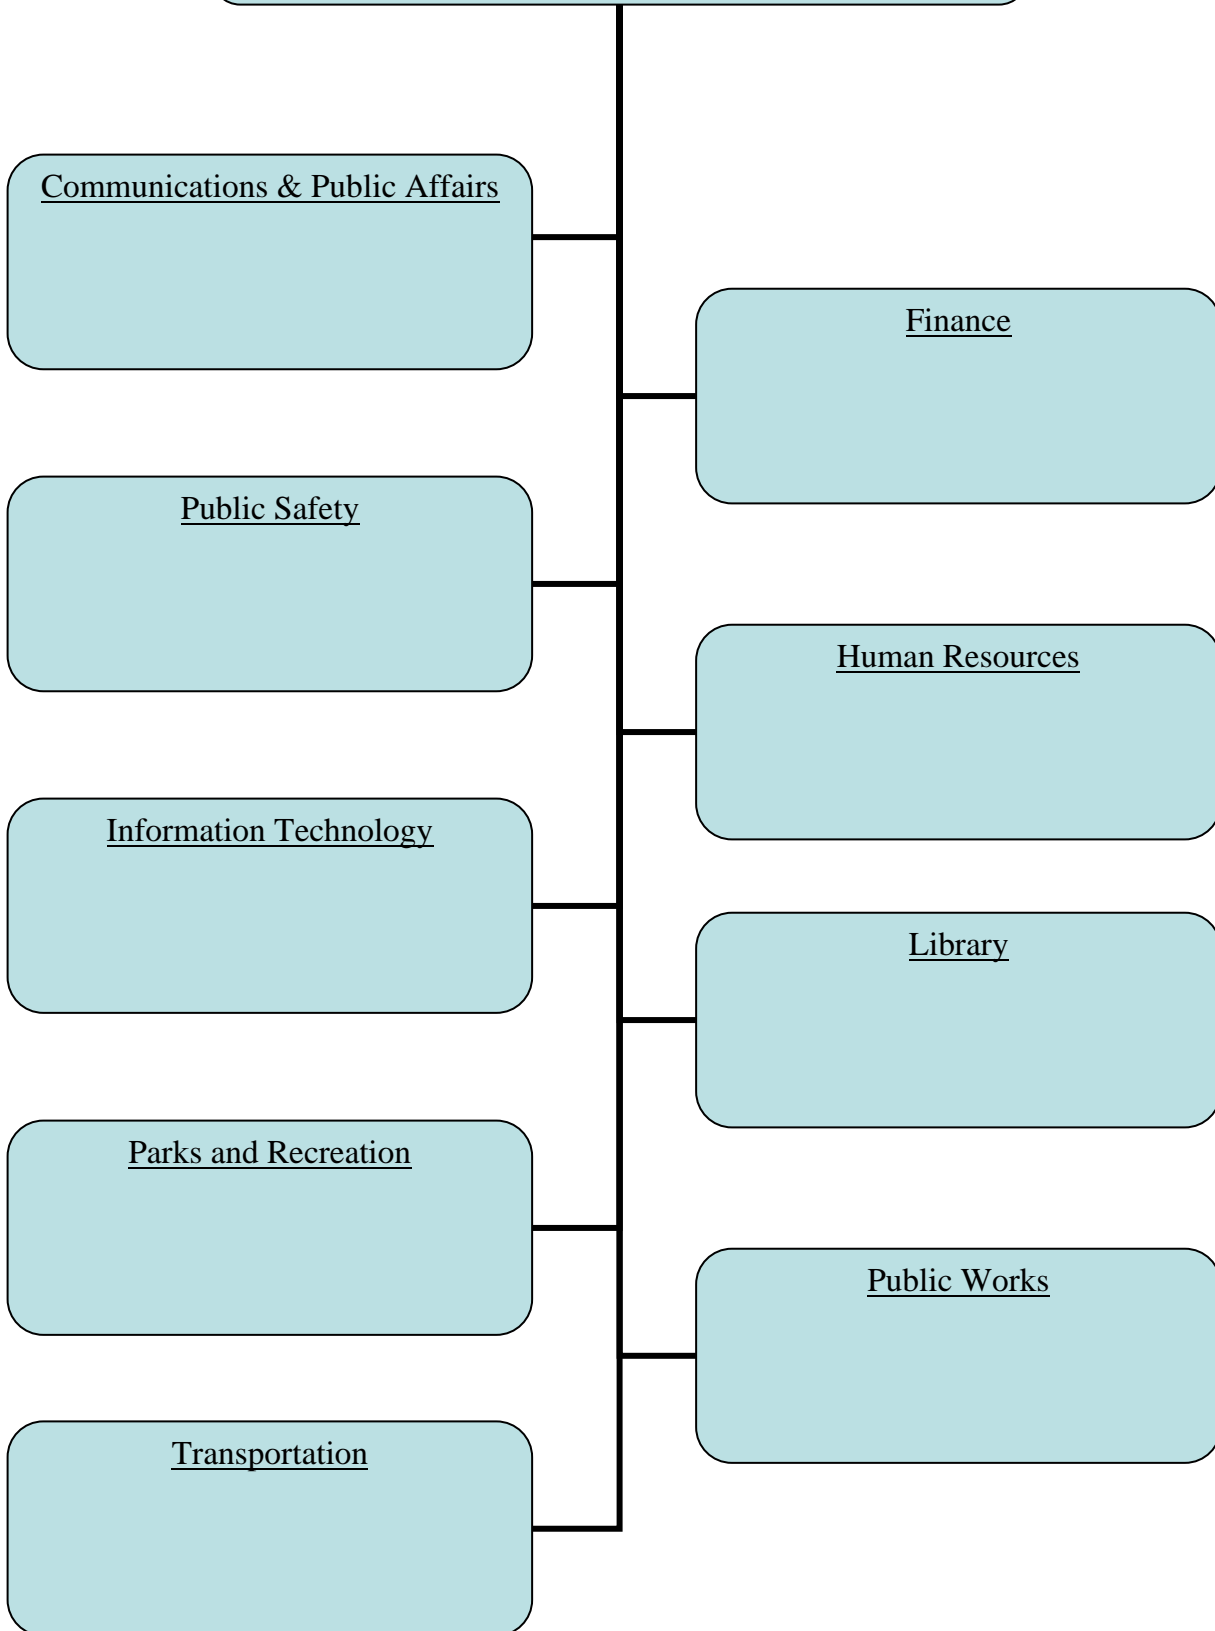 Communications & Public Affairs
Finance
Public Safety
Human Resources
Information Technology
Library
Parks and Recreation
Public Works
Transportation